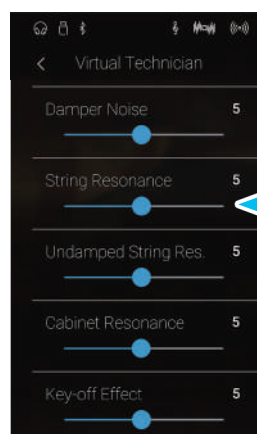 Virtual Technician
Damper Noise 5
String Resonance 5
Undamped String Res. 5
Cabinet Resonance 5
Key-off Effect 5